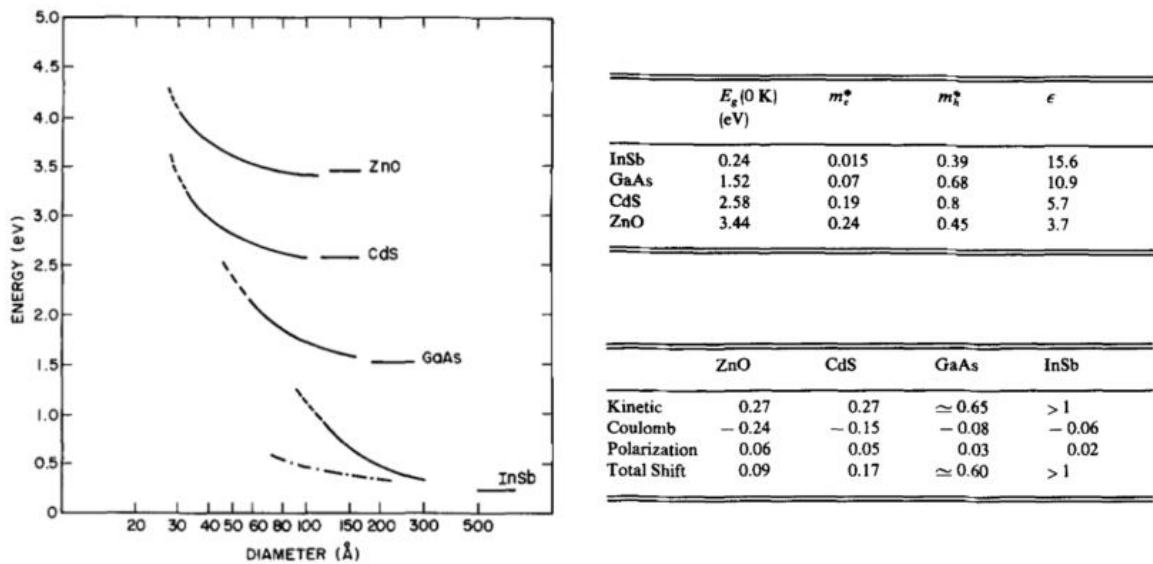 5.0
4.5
4.0
3.5
3.0
2.5
2.0
1.5
1.0
0.5
0
ENERGY (eV)
ZnO
CdS
GaAs
InSb
20 30 40 50 60 80 100 150 200 300 500
DIAMETER (Å)
E_g(0 K) m_e^* m_h^* ϵ
(eV)
InSb 0.24 0.015 0.39 15.6
GaAs 1.52 0.07 0.68 10.9
CdS 2.58 0.19 0.8 5.7
ZnO 3.44 0.24 0.45 3.7
ZnO CdS GaAs InSb
Kinetic 0.27 0.27 ≃ 0.65 > 1
Coulomb − 0.24 − 0.15 − 0.08 − 0.06
Polarization 0.06 0.05 0.03 0.02
Total Shift 0.09 0.17 ≃ 0.60 > 1